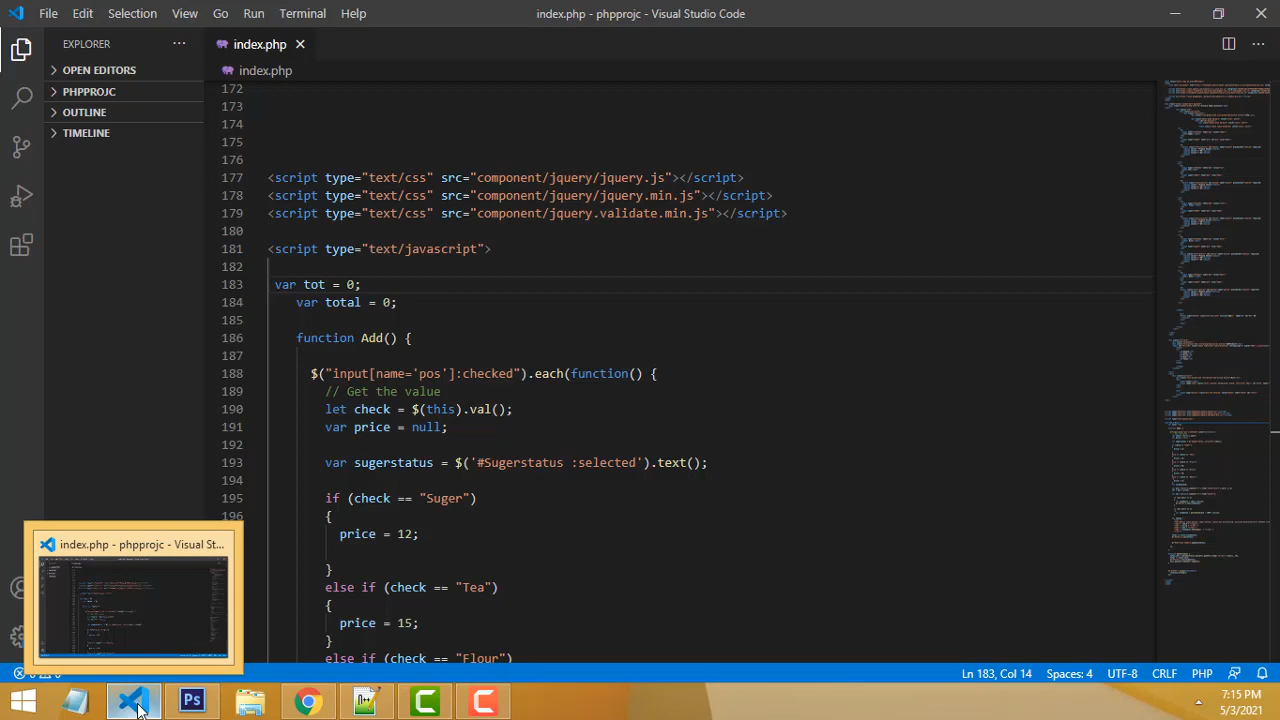 File Edit Selection View Go Run Terminal Help index.php - phpprojc - Visual Studio Code
EXPLORER
OPEN EDITORS
PHPPROJC
OUTLINE
TIMELINE
index.php
index.php
172
173
174
175
176
177 <script type="text/css" src="component/jquery/jquery.js"></script>
178 <script type="text/css" src="component/jquery/jquery.min.js"></script>
179 <script type="text/css" src="component/jquery.validate.min.js"></script>
180
181 <script type="text/javascript">
182
183 var tot = 0;
184 var total = 0;
185
186 function Add() {
187
188 $("input[name='pos']:checked").each(function() {
189 // Get the value
190 let check = $(this).val();
191 var price = null;
192
193 var sugerstatus = $('#Sugerstatus :selected').text();
194
195 if (check == "Suger")
196 {
price = 12;
}
else if (check == "Tea")
{
price = 15;
}
else if (check == "Flour")
index.php - phpprojc - Visual St...
Ln 183, Col 14 Spaces: 4 UTF-8 CRLF PHP
Ps
7:15 PM
5/3/2021